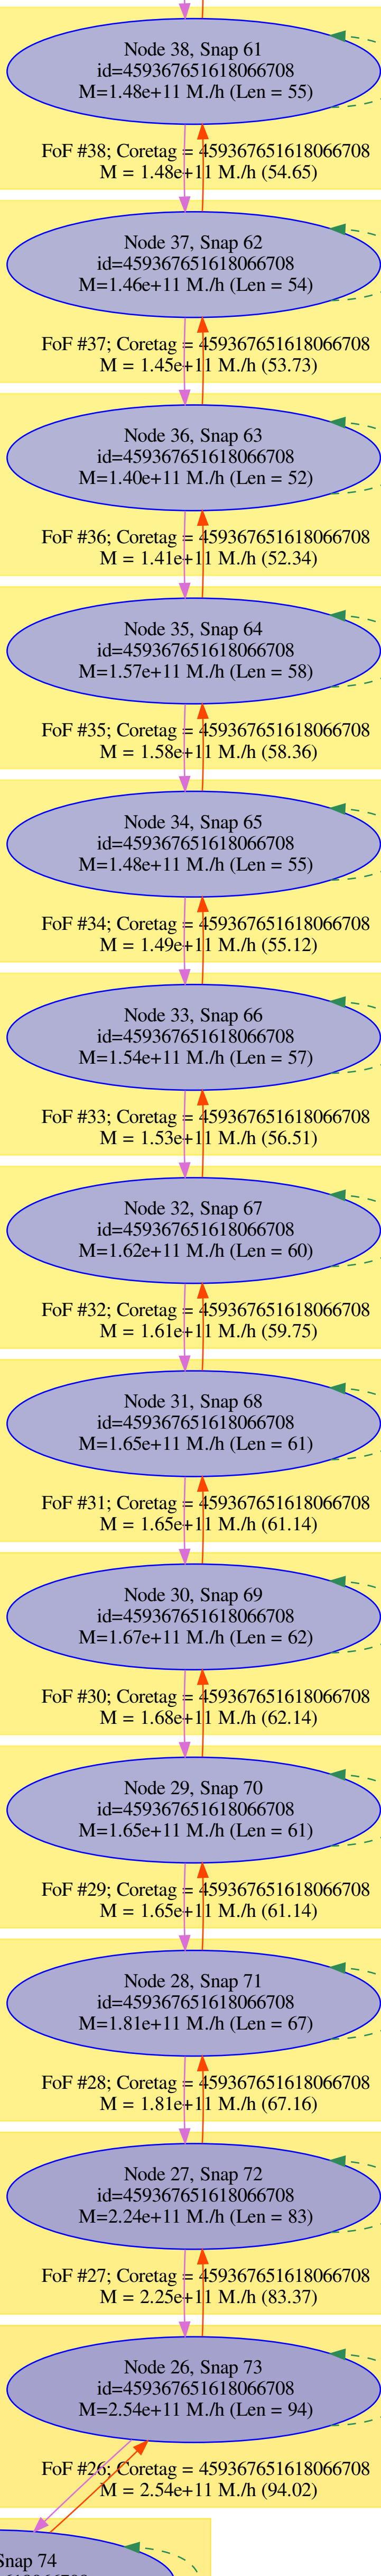 Node 38, Snap 61
id=459367651618066708
M=1.48e+11 M./h (Len = 55)
FoF #38; Coretag = 459367651618066708
M = 1.48e+11 M./h (54.65)
Node 37, Snap 62
id=459367651618066708
M=1.46e+11 M./h (Len = 54)
FoF #37; Coretag = 459367651618066708
M = 1.45e+11 M./h (53.73)
Node 36, Snap 63
id=459367651618066708
M=1.40e+11 M./h (Len = 52)
FoF #36; Coretag = 459367651618066708
M = 1.41e+11 M./h (52.34)
Node 35, Snap 64
id=459367651618066708
M=1.57e+11 M./h (Len = 58)
FoF #35; Coretag = 459367651618066708
M = 1.58e+11 M./h (58.36)
Node 34, Snap 65
id=459367651618066708
M=1.48e+11 M./h (Len = 55)
FoF #34; Coretag = 459367651618066708
M = 1.49e+11 M./h (55.12)
Node 33, Snap 66
id=459367651618066708
M=1.54e+11 M./h (Len = 57)
FoF #33; Coretag = 459367651618066708
M = 1.53e+11 M./h (56.51)
Node 32, Snap 67
id=459367651618066708
M=1.62e+11 M./h (Len = 60)
FoF #32; Coretag = 459367651618066708
M = 1.61e+11 M./h (59.75)
Node 31, Snap 68
id=459367651618066708
M=1.65e+11 M./h (Len = 61)
FoF #31; Coretag = 459367651618066708
M = 1.65e+11 M./h (61.14)
Node 30, Snap 69
id=459367651618066708
M=1.67e+11 M./h (Len = 62)
FoF #30; Coretag = 459367651618066708
M = 1.68e+11 M./h (62.14)
Node 29, Snap 70
id=459367651618066708
M=1.65e+11 M./h (Len = 61)
FoF #29; Coretag = 459367651618066708
M = 1.65e+11 M./h (61.14)
Node 28, Snap 71
id=459367651618066708
M=1.81e+11 M./h (Len = 67)
FoF #28; Coretag = 459367651618066708
M = 1.81e+11 M./h (67.16)
Node 27, Snap 72
id=459367651618066708
M=2.24e+11 M./h (Len = 83)
FoF #27; Coretag = 459367651618066708
M = 2.25e+11 M./h (83.37)
Node 26, Snap 73
id=459367651618066708
M=2.54e+11 M./h (Len = 94)
FoF #26; Coretag = 459367651618066708
M = 2.54e+11 M./h (94.02)
Snap 74